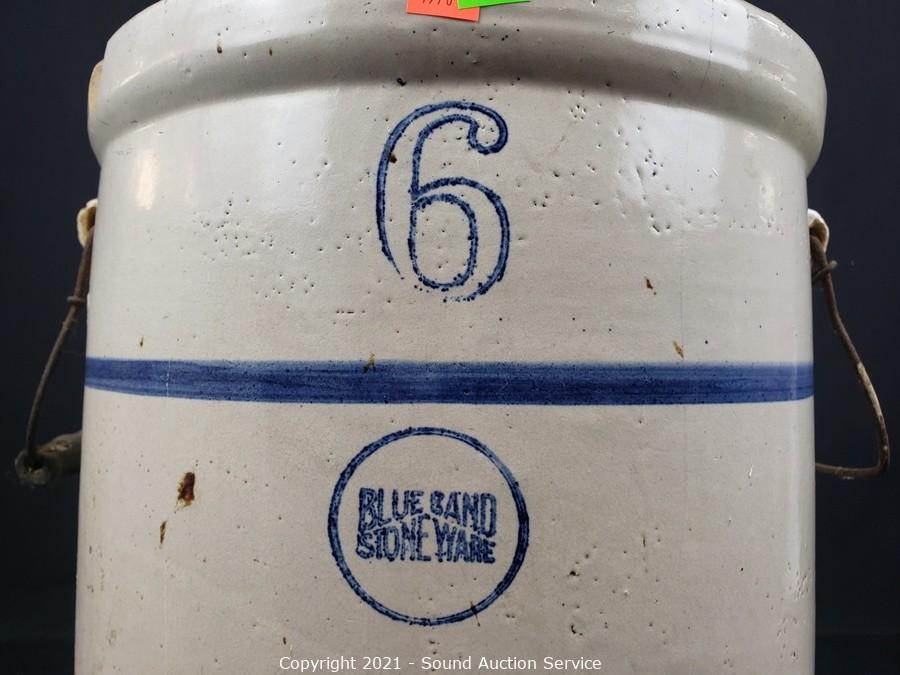 6
BLUE BAND
STONEWARE
Copyright 2021 - Sound Auction Service